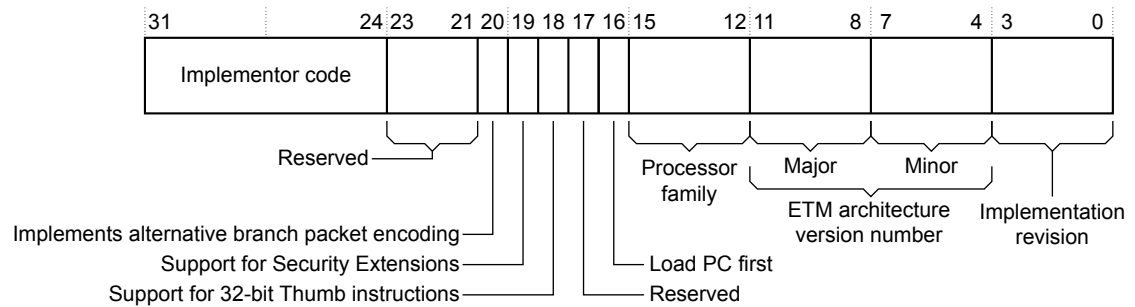 31 24 23 21 20 19 18 17 16 15 12 11 8 7 4 3 0
Implementor code
Reserved
Processor family
Major
Minor
ETM architecture version number
Implementation revision
Implements alternative branch packet encoding
Support for Security Extensions
Support for 32-bit Thumb instructions
Load PC first
Reserved